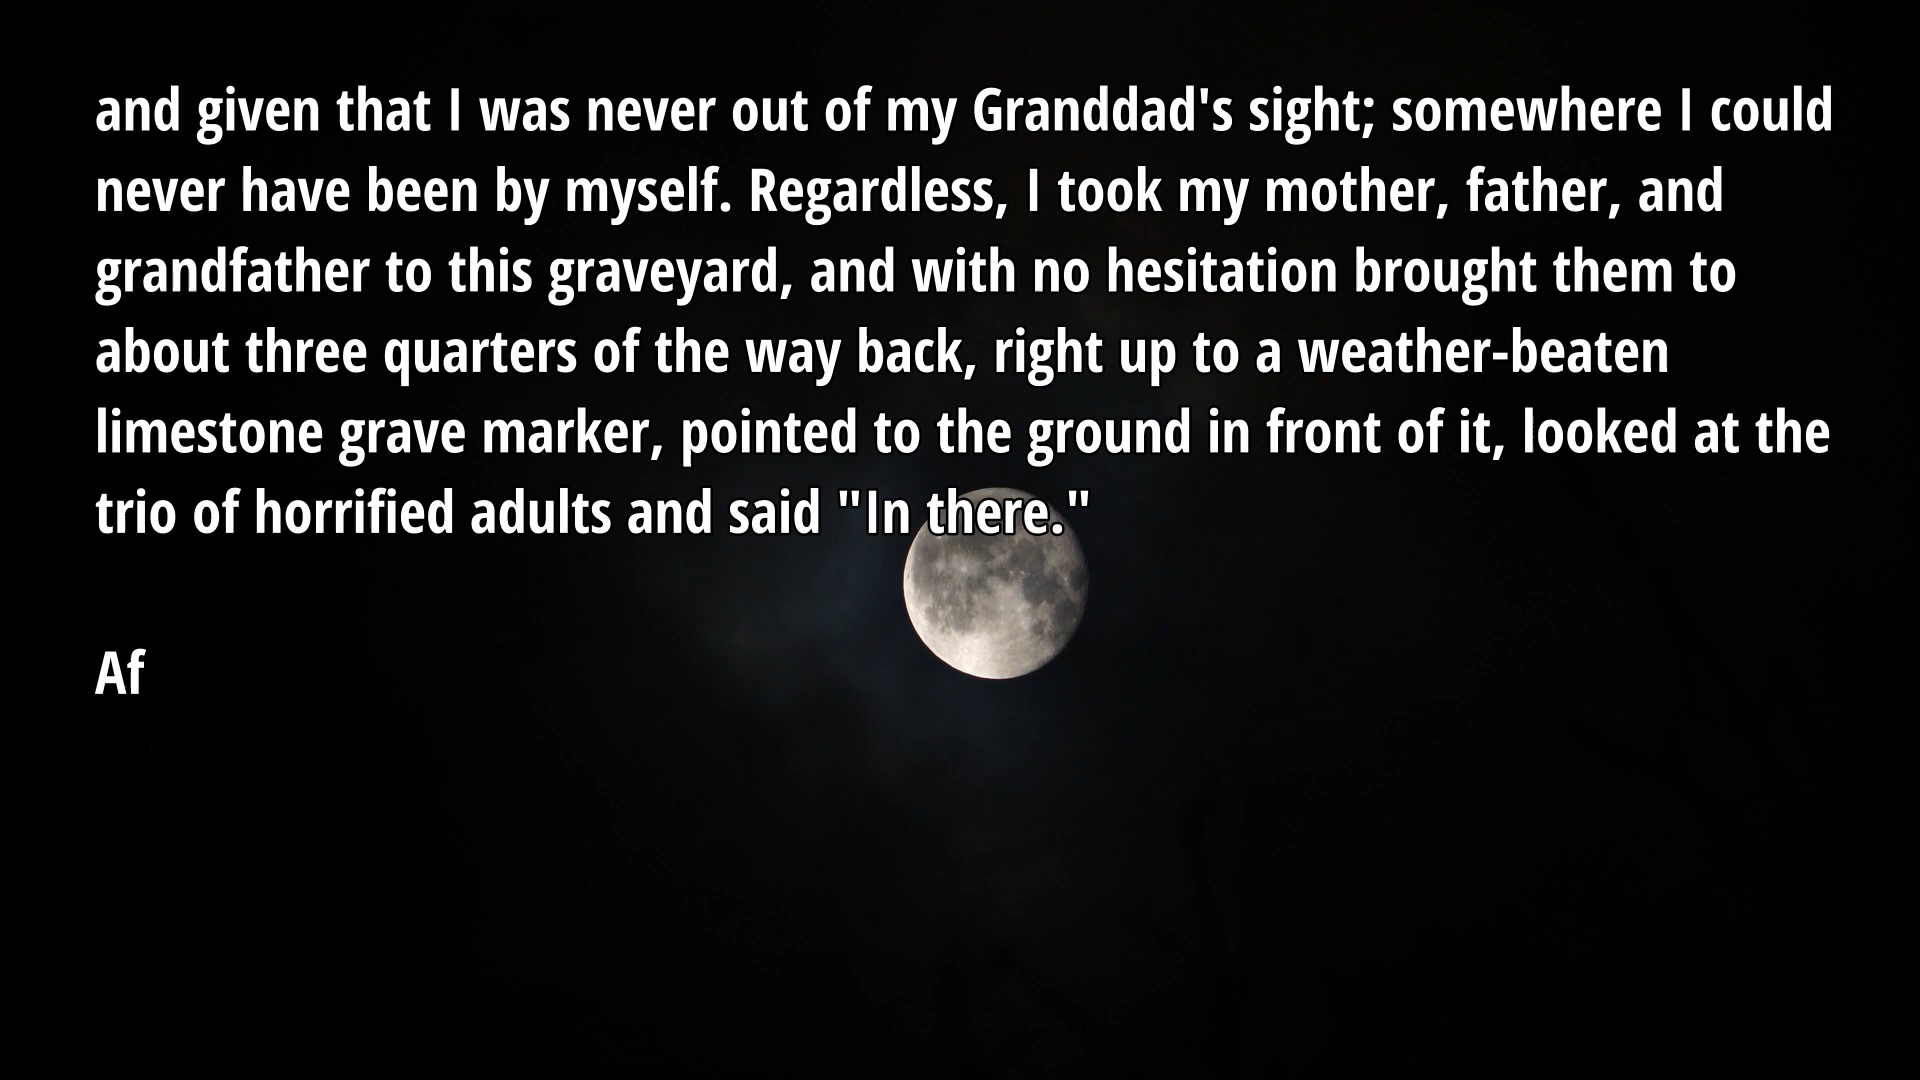 and given that I was never out of my Granddad's sight; somewhere I could
never have been by myself. Regardless, I took my mother, father, and
grandfather to this graveyard, and with no hesitation brought them to
about three quarters of the way back, right up to a weather-beaten
limestone grave marker, pointed to the ground in front of it, looked at the
trio of horrified adults and said "In there."
Af